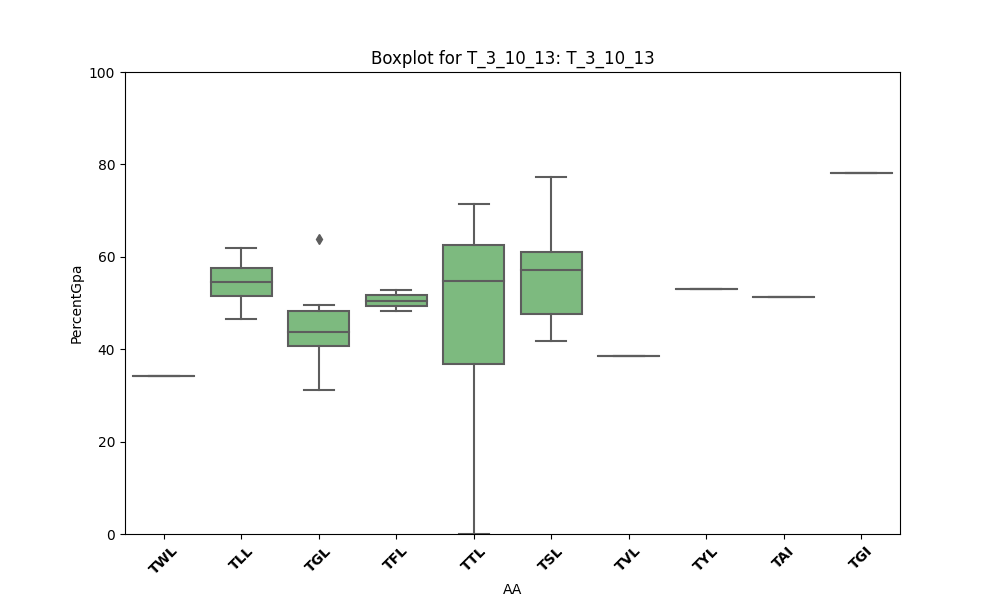 Boxplot for T_3_10_13: T_3_10_13
PercentGpa
100
80
60
40
20
0
TWL TLL TGL TFL TTL TSL TVL TYL TAI TGI
AA